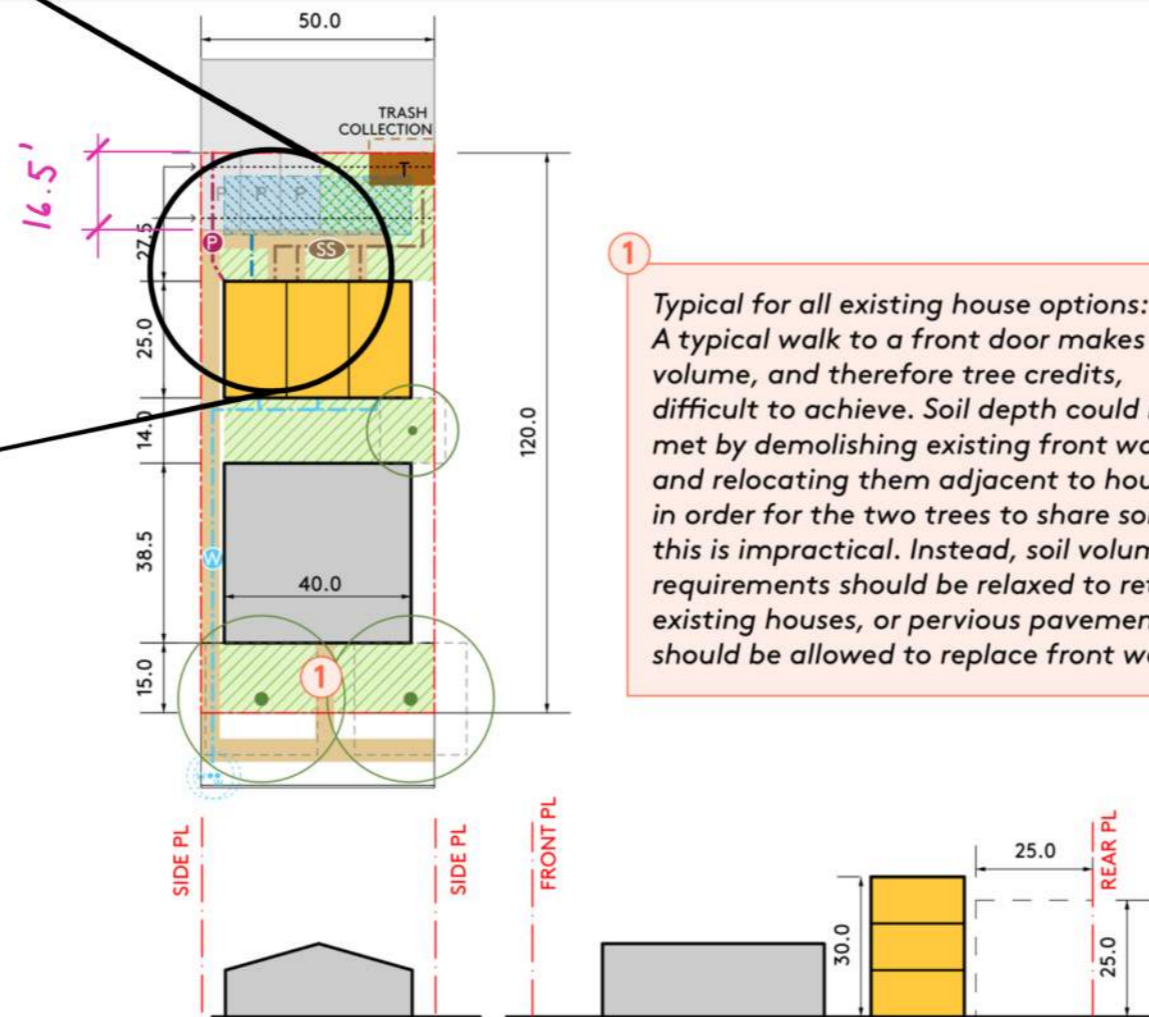 50.0
TRASH
COLLECTION
T
16.5'
P P P
27.5
P
SS
25.0
14.0
120.0
38.5
W
40.0
15.0
1
1
Typical for all existing house options:
A typical walk to a front door makes
volume, and therefore tree credits,
difficult to achieve. Soil depth could
met by demolishing existing front
and relocating them adjacent to
in order for the two trees to share
this is impractical. Instead, soil
requirements should be relaxed to
existing houses, or pervious
should be allowed to replace front
SIDE PL
SIDE PL
FRONT PL
REAR PL
25.0
30.0
25.0